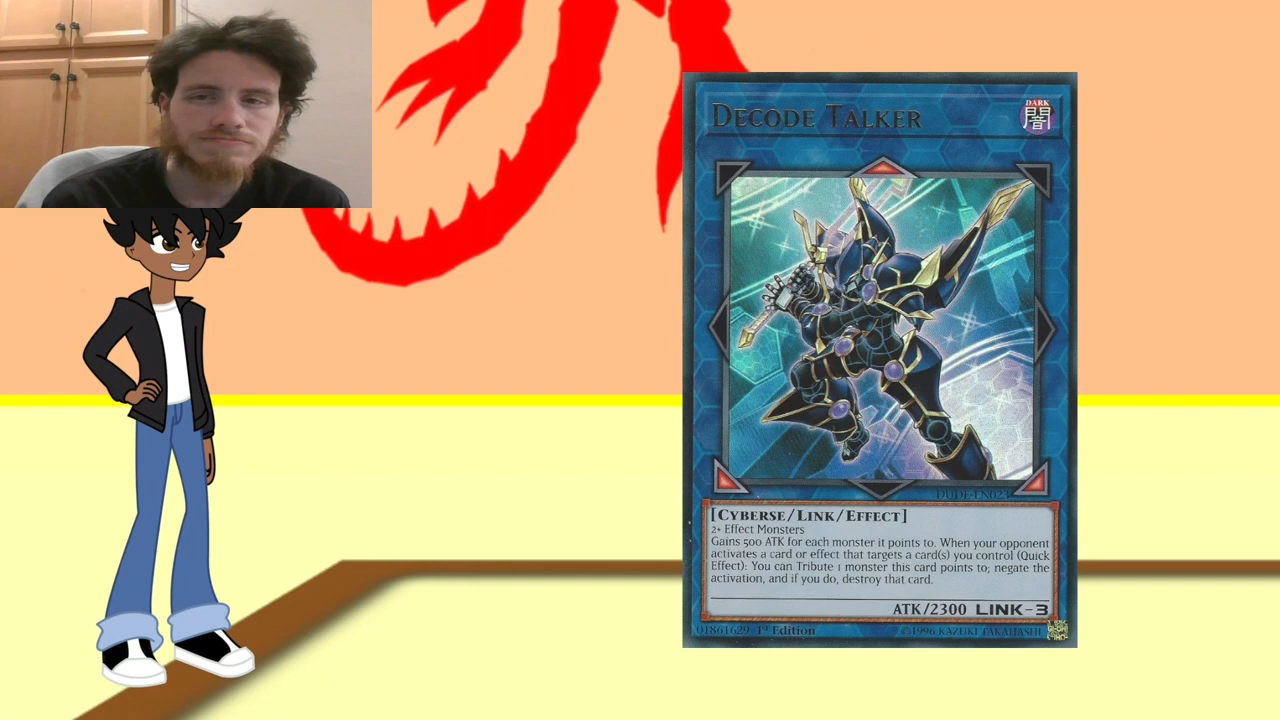 DECODE TALKER
DARK
闇
DUDE-EN023
[CYBERSE/LINK/EFFECT]
2+ Effect Monsters
Gains 500 ATK for each monster it points to. When your opponent
activates a card or effect that targets a card(s) you control (Quick
Effect): You can Tribute 1 monster this card points to; negate the
activation, and if you do, destroy that card.
ATK/2300 LINK-3
01861629 1st Edition ©1996 KAZUKI TAKAHASHI